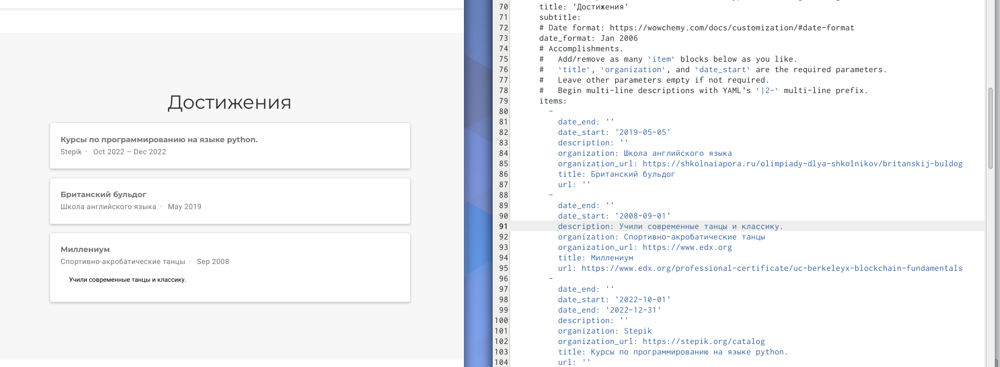 Достижения
Курсы по программированию на языке python.
Stepik · Oct 2022 – Dec 2022
Британский бульдог
Школа английского языка · May 2019
Миллениум
Спортивно-акробатические танцы · Sep 2008
Учили современные танцы и классику.
70 title: 'Достижения'
71 subtitle:
72 # Date format: https://wowchemy.com/docs/customization/#date-format
73 date_format: Jan 2006
74 # Accomplishments.
75 #   Add/remove as many `item` blocks below as you like.
76 #   `title`, `organization`, and `date_start` are the required parameters.
77 #   Leave other parameters empty if not required.
78 #   Begin multi-line descriptions with YAML's `|2-` multi-line prefix.
79 items:
80 -
81 date_end: ''
82 date_start: '2019-05-05'
83 description: ''
84 organization: Школа английского языка
85 organization_url: https://shkolnaiapora.ru/olimpiady-dlya-shkolnikov/britanskij-buldog
86 title: Британский бульдог
87 url: ''
88 -
89 date_end: ''
90 date_start: '2008-09-01'
91 description: Учили современные танцы и классику.
92 organization: Спортивно-акробатические танцы
93 organization_url: https://www.edx.org
94 title: Миллениум
95 url: https://www.edx.org/professional-certificate/uc-berkeleyx-blockchain-fundamentals
96 -
97 date_end: ''
98 date_start: '2022-10-01'
99 date_end: '2022-12-31'
100 description: ''
101 organization: Stepik
102 organization_url: https://stepik.org/catalog
103 title: Курсы по программированию на языке python.
104 url: ''